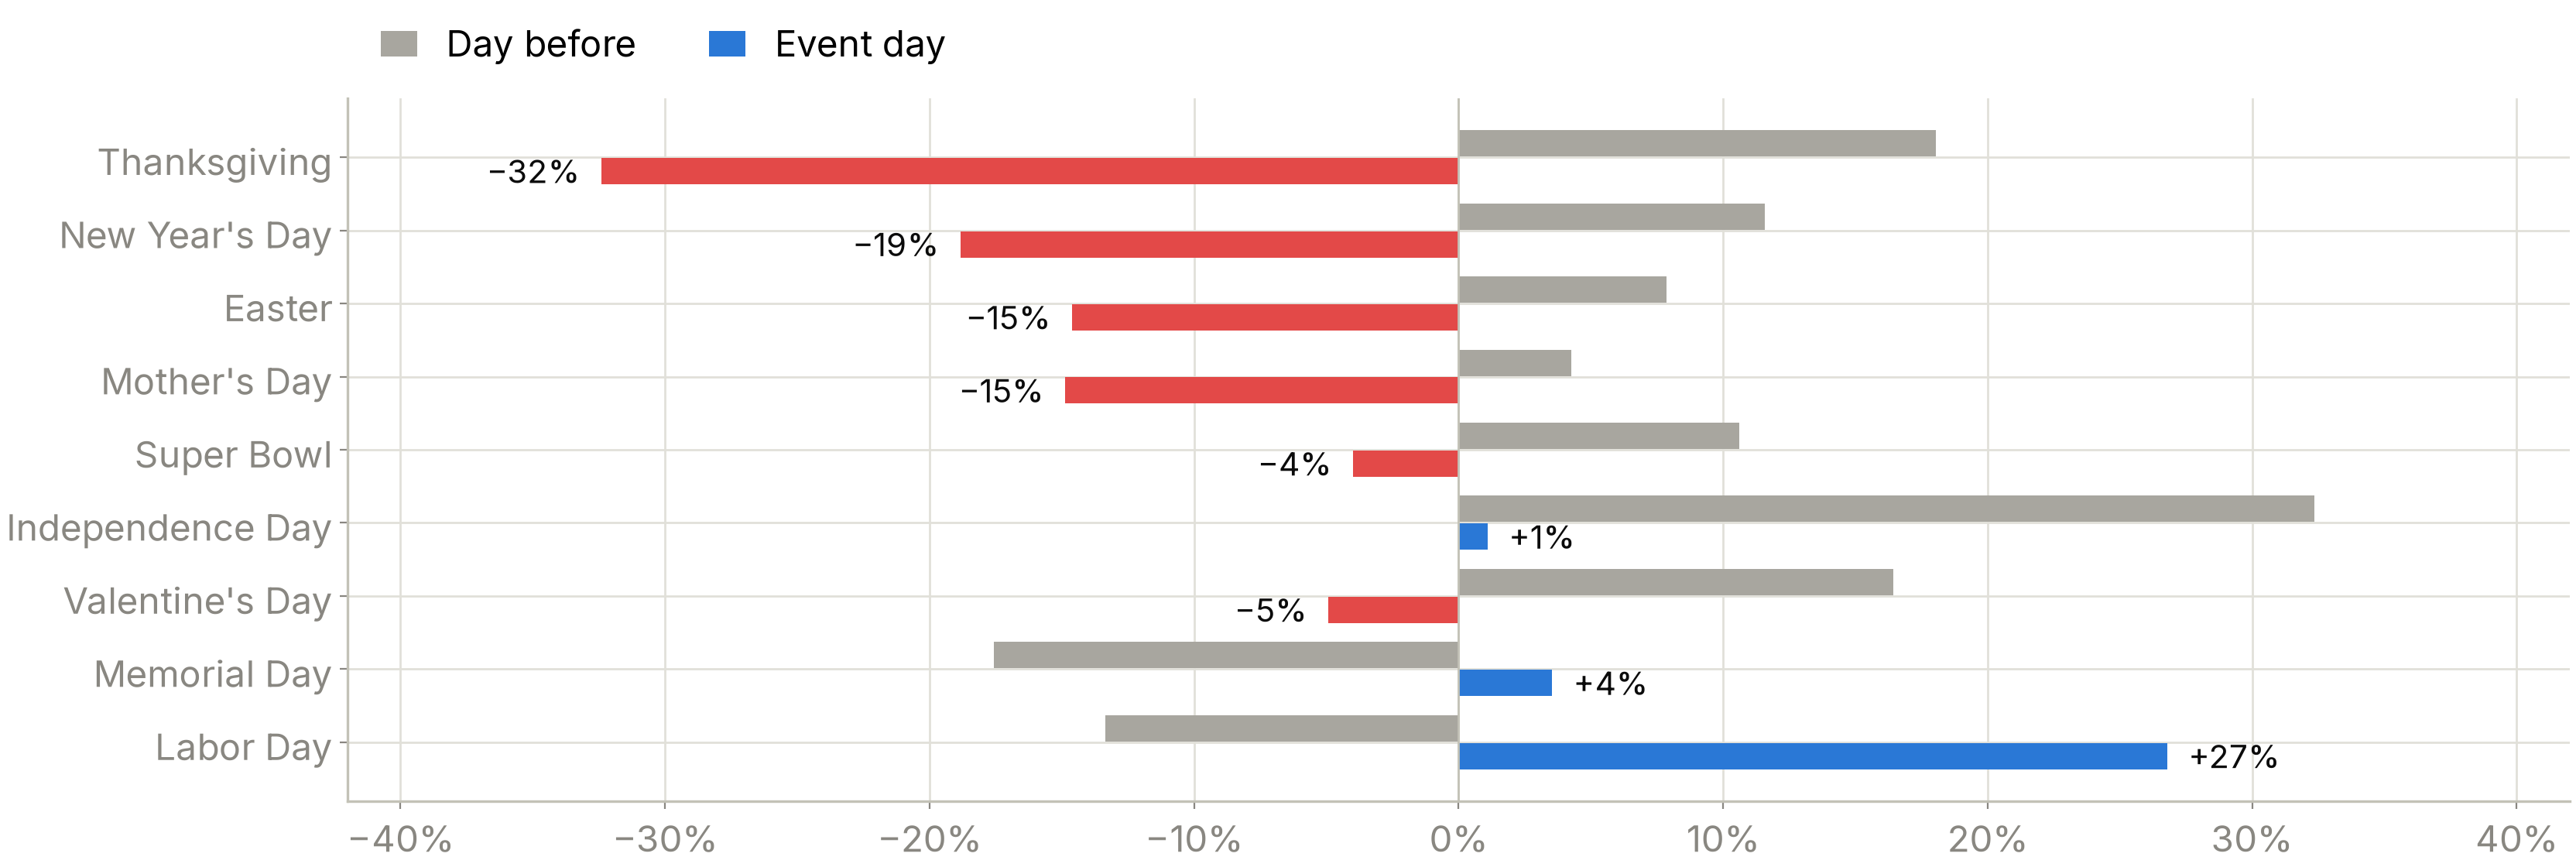 Day before
Event day
Thanksgiving
−32%
New Year's Day
−19%
Easter
−15%
Mother's Day
−15%
Super Bowl
−4%
Independence Day
+1%
Valentine's Day
−5%
Memorial Day
+4%
Labor Day
+27%
−40%
−30%
−20%
−10%
0%
10%
20%
30%
40%